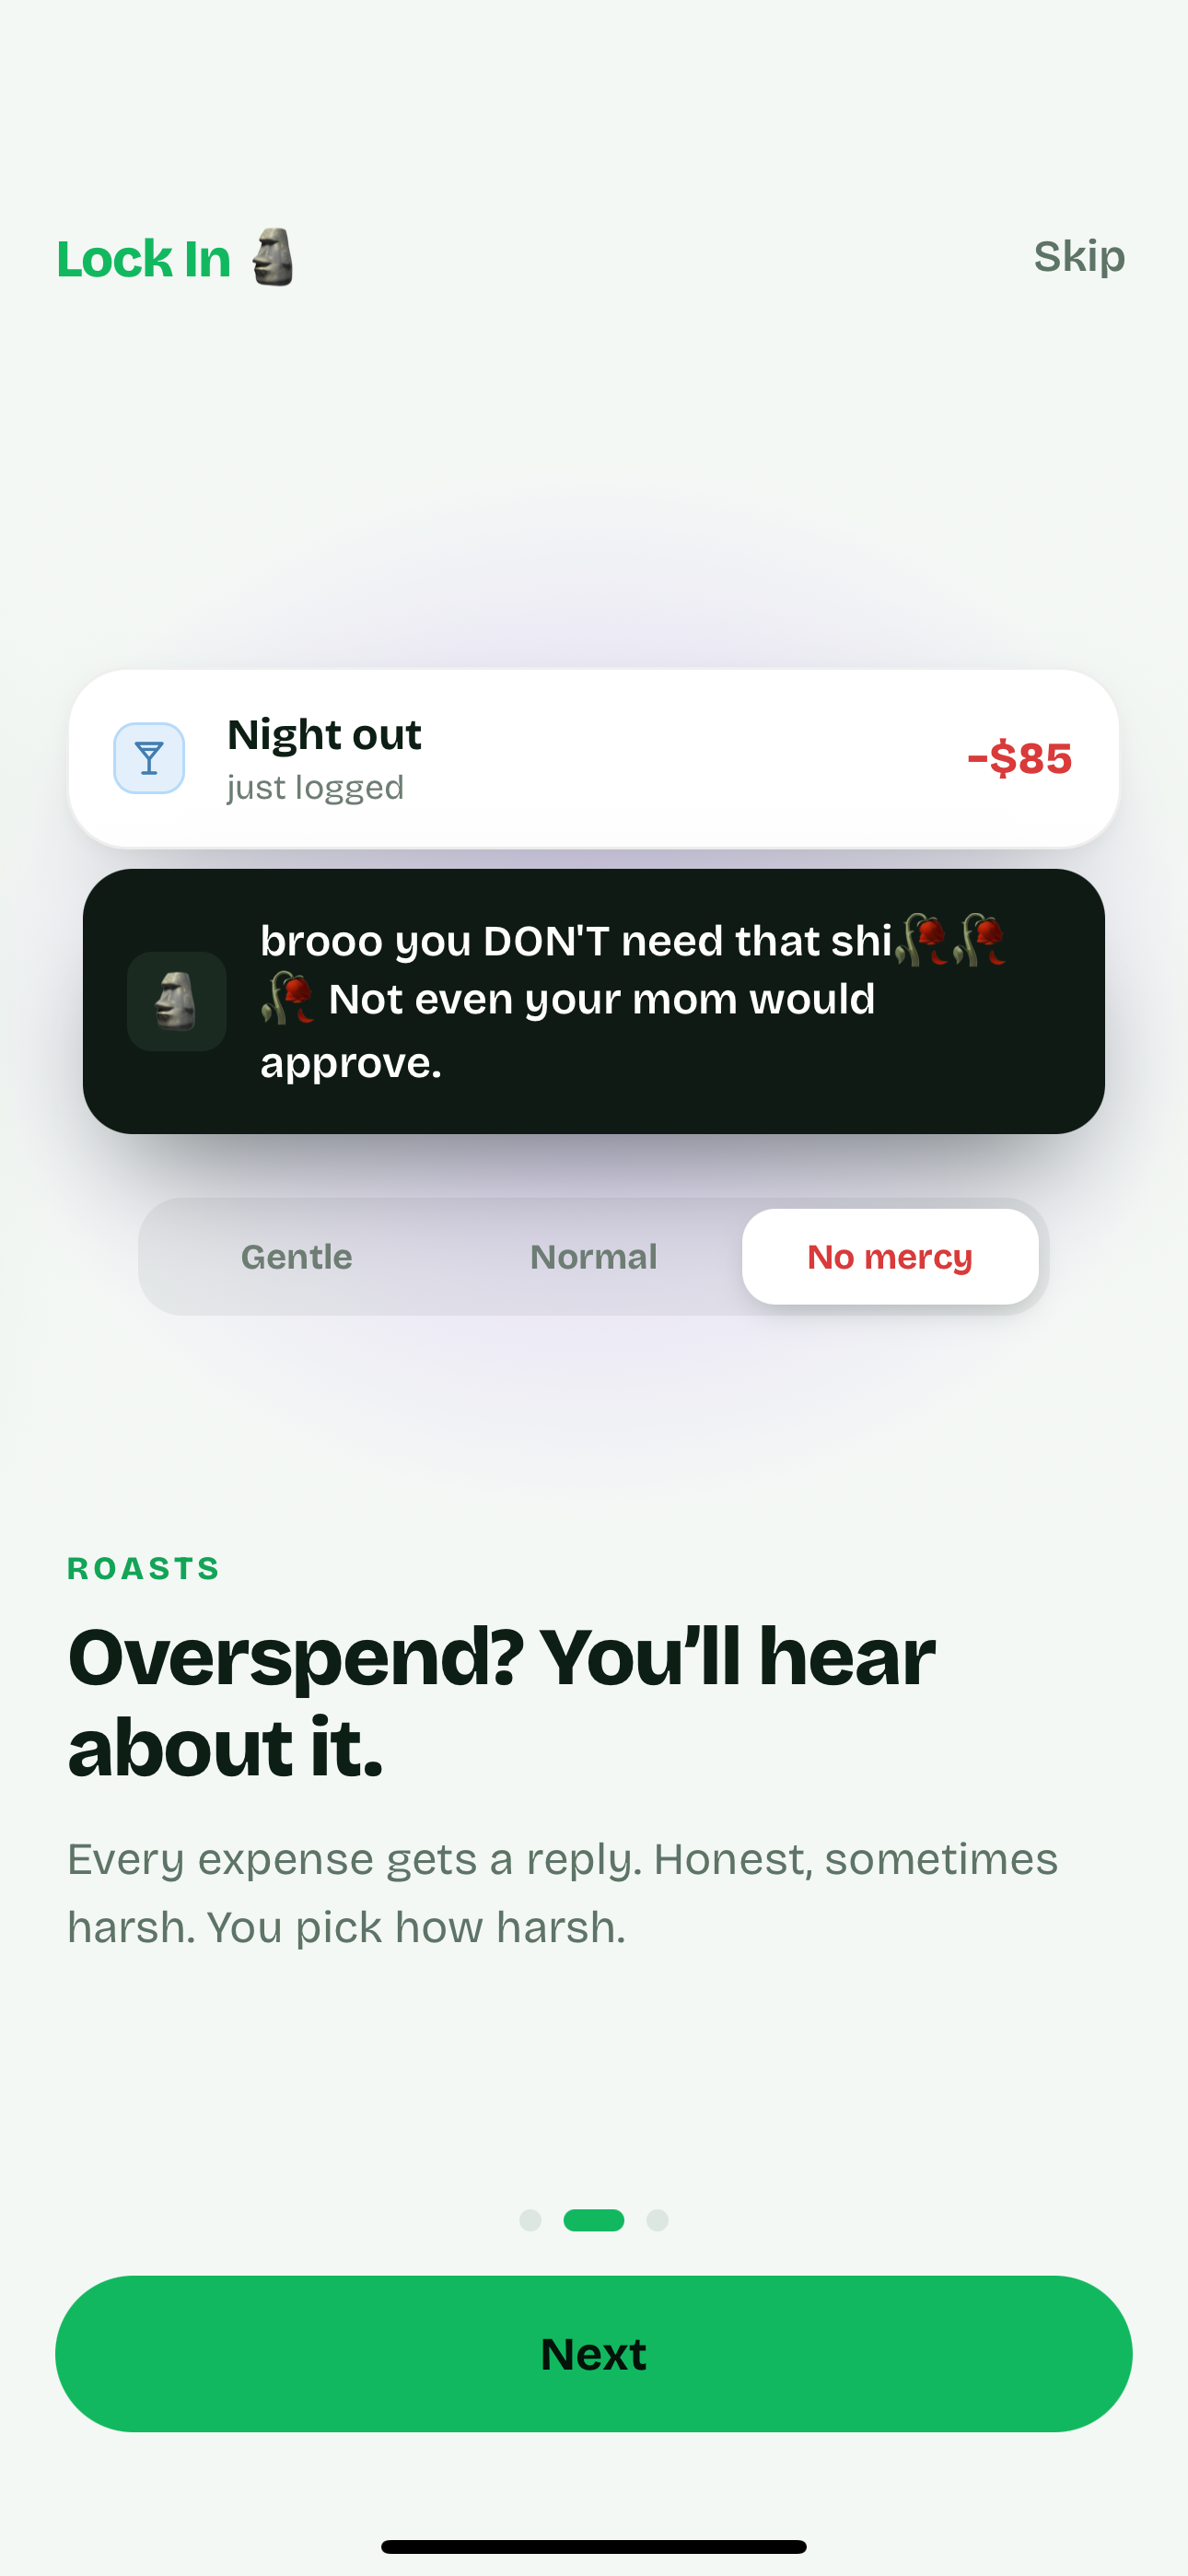 Lock In 🗿
Skip
Night out
just logged
-$85
brooo you DON'T need that shi🥀🥀
🥀 Not even your mom would
approve.
Gentle
Normal
No mercy
ROASTS
Overspend? You’ll hear
about it.
Every expense gets a reply. Honest, sometimes
harsh. You pick how harsh.
Next